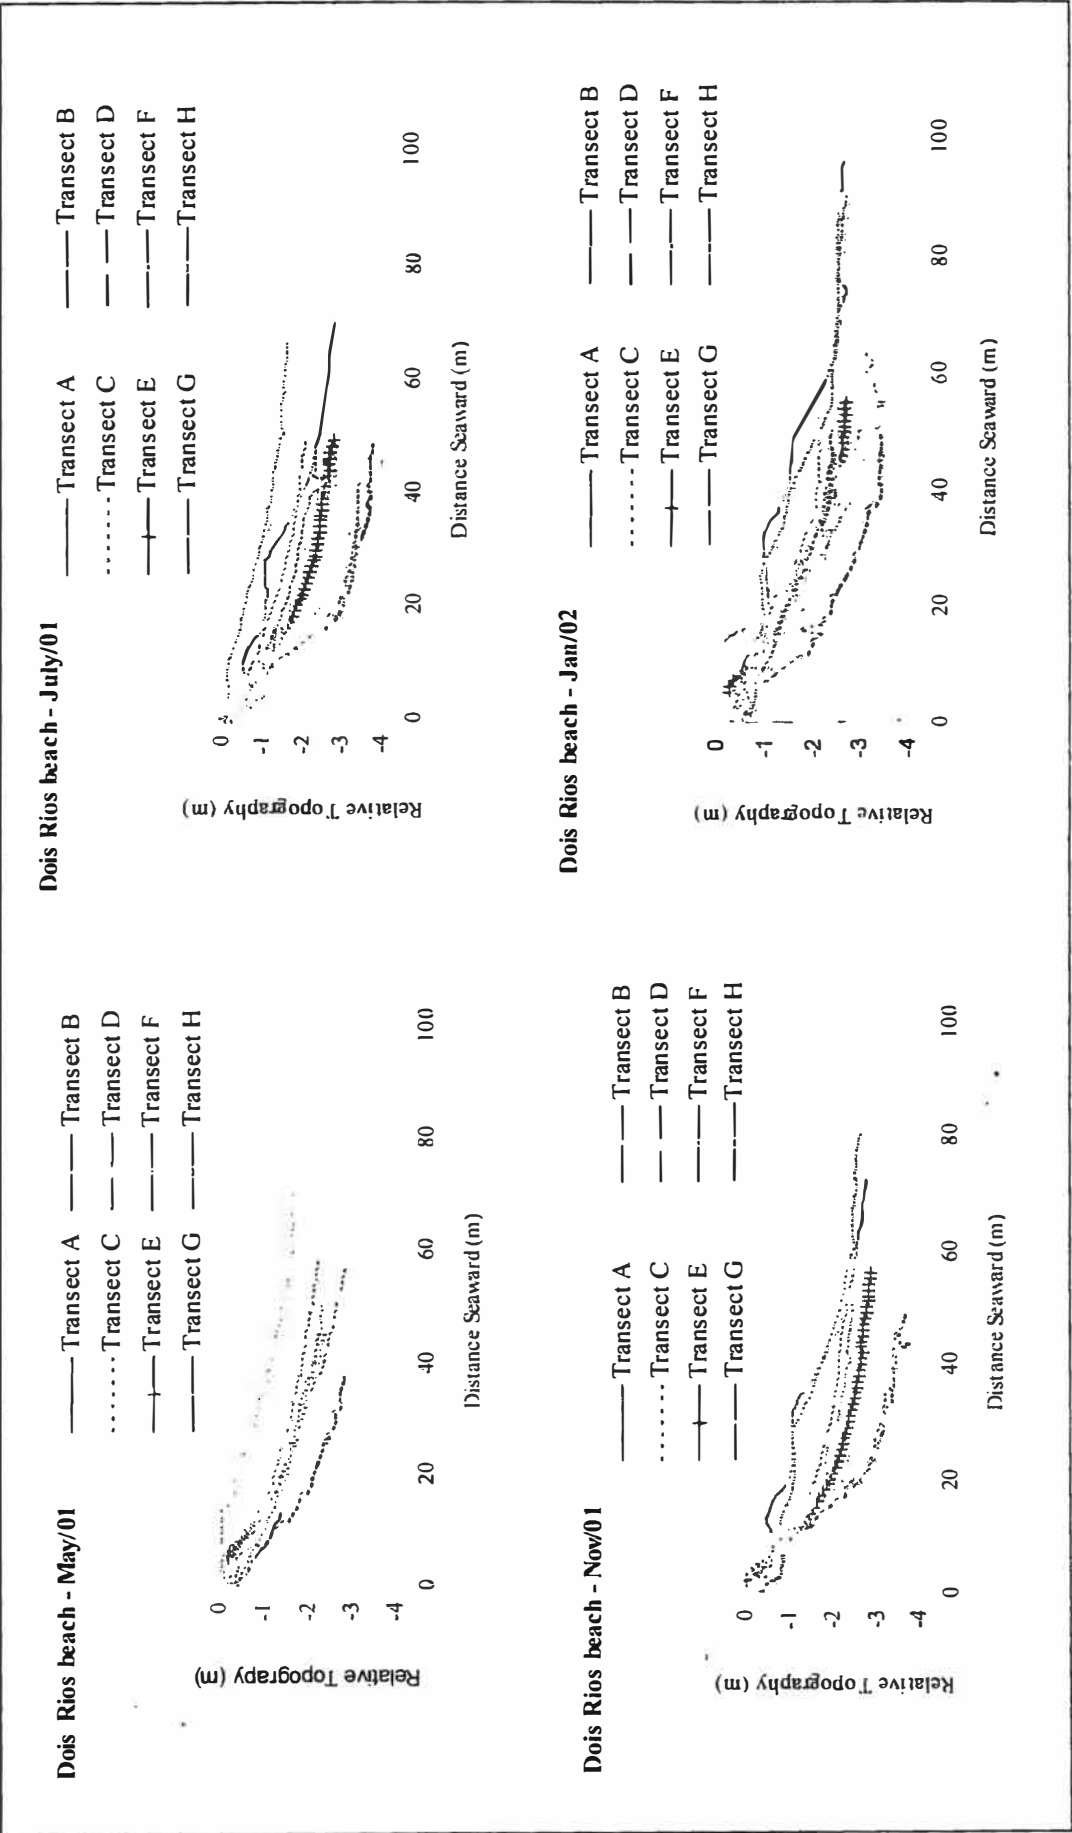 Dois Rios beach - May/01
Transect A
Transect B
Transect C
Transect D
Transect E
Transect F
Transect G
Transect H
Relative Topograpy (m)
0
-1
-2
-3
-4
0
20
40
60
80
100
Distance Seaward (m)
Dois Rios beach - July/01
Transect A
Transect B
Transect C
Transect D
Transect E
Transect F
Transect G
Transect H
Relative Topography (m)
0
-1
-2
-3
-4
0
20
40
60
80
100
Distance Seaward (m)
Dois Rios beach - Nov/01
Transect A
Transect B
Transect C
Transect D
Transect E
Transect F
Transect G
Transect H
Relative Topography (m)
0
-1
-2
-3
-4
0
20
40
60
80
100
Distance Seaward (m)
Dois Rios beach - Jan/02
Transect A
Transect B
Transect C
Transect D
Transect E
Transect F
Transect G
Transect H
Relative Topography (m)
0
-1
-2
-3
-4
0
20
40
60
80
100
Distance Seaward (m)